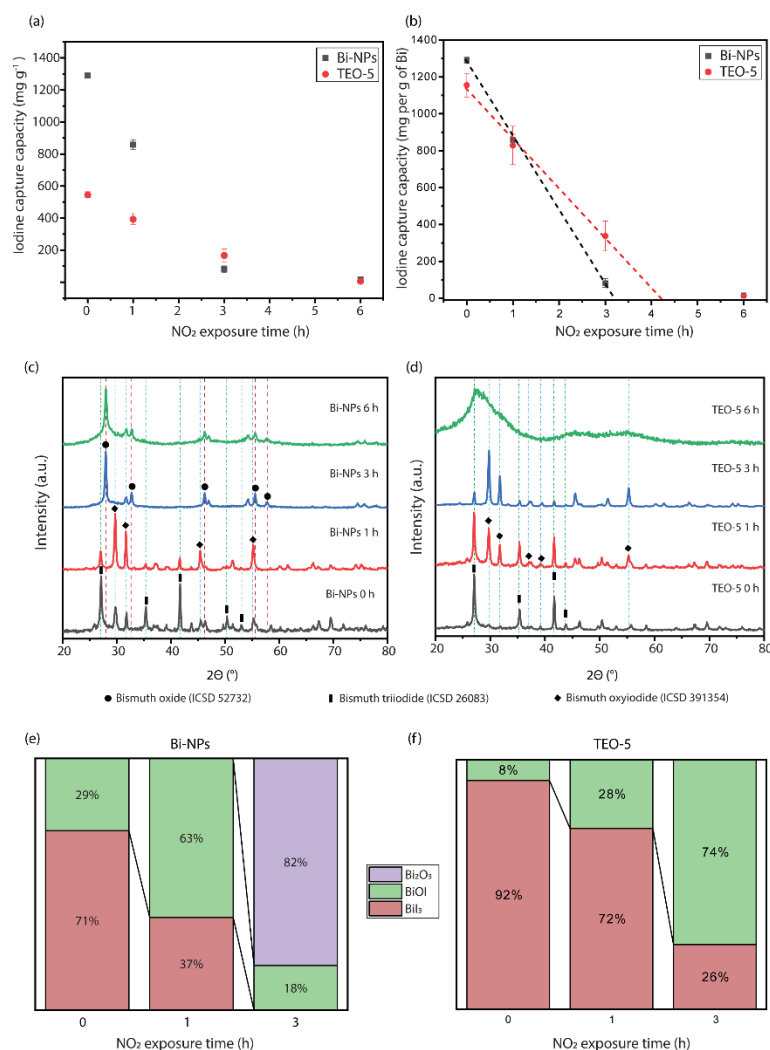 (a)
Bi-NPs
TEO-5
1400
1200
1000
800
600
400
200
Iodine capture capacity (mg g⁻¹)
0 1 2 3 4 5 6
NO₂ exposure time (h)
(b)
Bi-NPs
TEO-5
1400
1200
1000
800
600
400
200
0
Iodine capture capacity (mg per g of Bi)
0 1 2 3 4 5 6
NO₂ exposure time (h)
(c)
Bi-NPs 6 h
Bi-NPs 3 h
Bi-NPs 1 h
Bi-NPs 0 h
Intensity (a.u.)
20 30 40 50 60 70 80
2Θ (°)
(d)
TEO-5 6 h
TEO-5 3 h
TEO-5 1 h
TEO-5 0 h
Intensity (a.u.)
20 30 40 50 60 70 80
2Θ (°)
Bismuth oxide (ICSD 52732)
Bismuth triiodide (ICSD 26083)
Bismuth oxyiodide (ICSD 391354)
(e)
Bi-NPs
29%
71%
63%
37%
82%
18%
0 1 3
NO₂ exposure time (h)
Bi₂O₃
BiOI
BiI₃
(f)
TEO-5
8%
92%
28%
72%
74%
26%
0 1 3
NO₂ exposure time (h)